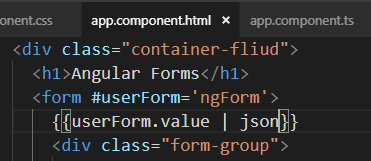 onent.css app.component.html × app.component.ts
<div class="container-fliud">
<h1>Angular Forms</h1>
<form #userForm='ngForm'>
{{userForm.value | json}}
<div class="form-group">